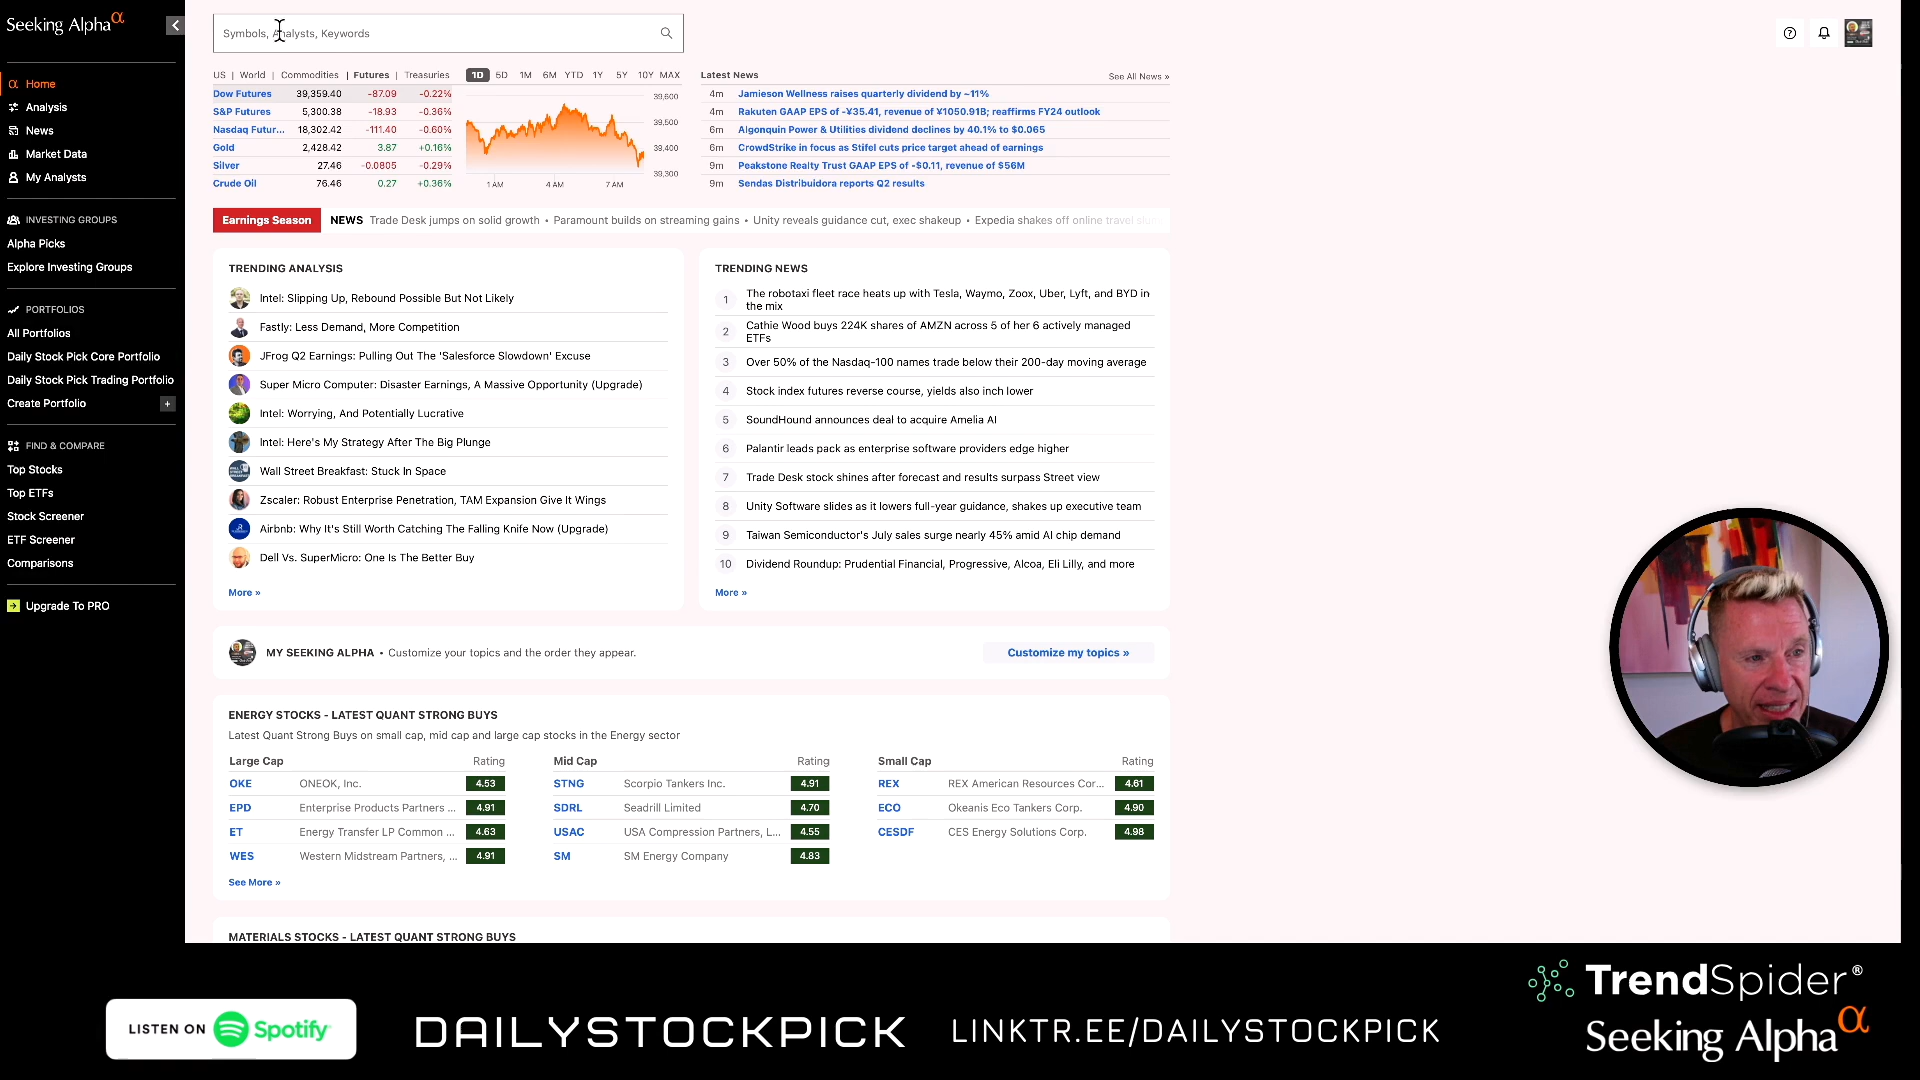 Seeking Alpha α
Symbols, Analysts, Keywords
Home
Analysis
News
Market Data
My Analysts
INVESTING GROUPS
Alpha Picks
Explore Investing Groups
PORTFOLIOS
All Portfolios
Daily Stock Pick Core Portfolio
Daily Stock Pick Trading Portfolio
Create Portfolio +
FIND & COMPARE
Top Stocks
Top ETFs
Stock Screener
ETF Screener
Comparisons
Upgrade To PRO
US | World | Commodities | Futures | Treasuries
Dow Futures 39,359.40 -87.09 -0.22%
S&P Futures 5,300.38 -18.93 -0.36%
Nasdaq Futur... 18,302.42 -111.40 -0.60%
Gold 2,428.42 3.87 +0.16%
Silver 27.46 -0.0805 -0.29%
Crude Oil 76.46 0.27 +0.36%
1D 5D 1M 6M YTD 1Y 5Y 10Y MAX
39,600
39,500
39,400
39,300
1 AM 4 AM 7 AM
Latest News See All News »
4m Jamieson Wellness raises quarterly dividend by ~11%
4m Rakuten GAAP EPS of -¥35.41, revenue of ¥1050.91B; reaffirms FY24 outlook
6m Algonquin Power & Utilities dividend declines by 40.1% to $0.065
6m CrowdStrike in focus as Stifel cuts price target ahead of earnings
9m Peakstone Realty Trust GAAP EPS of -$0.11, revenue of $56M
9m Sendas Distribuidora reports Q2 results
Earnings Season NEWS Trade Desk jumps on solid growth • Paramount builds on streaming gains • Unity reveals guidance cut, exec shakeup • Expedia shakes off online travel
TRENDING ANALYSIS
Intel: Slipping Up, Rebound Possible But Not Likely
Fastly: Less Demand, More Competition
JFrog Q2 Earnings: Pulling Out The 'Salesforce Slowdown' Excuse
Super Micro Computer: Disaster Earnings, A Massive Opportunity (Upgrade)
Intel: Worrying, And Potentially Lucrative
Intel: Here's My Strategy After The Big Plunge
Wall Street Breakfast: Stuck In Space
Zscaler: Robust Enterprise Penetration, TAM Expansion Give It Wings
Airbnb: Why It's Still Worth Catching The Falling Knife Now (Upgrade)
Dell Vs. SuperMicro: One Is The Better Buy
More »
TRENDING NEWS
1 The robotaxi fleet race heats up with Tesla, Waymo, Zoox, Uber, Lyft, and BYD in
the mix
2 Cathie Wood buys 224K shares of AMZN across 5 of her 6 actively managed
ETFs
3 Over 50% of the Nasdaq-100 names trade below their 200-day moving average
4 Stock index futures reverse course, yields also inch lower
5 SoundHound announces deal to acquire Amelia AI
6 Palantir leads pack as enterprise software providers edge higher
7 Trade Desk stock shines after forecast and results surpass Street view
8 Unity Software slides as it lowers full-year guidance, shakes up executive team
9 Taiwan Semiconductor's July sales surge nearly 45% amid AI chip demand
10 Dividend Roundup: Prudential Financial, Progressive, Alcoa, Eli Lilly, and more
More »
MY SEEKING ALPHA • Customize your topics and the order they appear.
Customize my topics »
ENERGY STOCKS - LATEST QUANT STRONG BUYS
Latest Quant Strong Buys on small cap, mid cap and large cap stocks in the Energy sector
Large Cap Rating
OKE ONEOK, Inc. 4.53
EPD Enterprise Products Partners ... 4.91
ET Energy Transfer LP Common ... 4.63
WES Western Midstream Partners, ... 4.91
Mid Cap Rating
STNG Scorpio Tankers Inc. 4.91
SDRL Seadrill Limited 4.70
USAC USA Compression Partners, L... 4.55
SM SM Energy Company 4.83
Small Cap Rating
REX REX American Resources Cor... 4.61
ECO Okeanis Eco Tankers Corp. 4.90
CESDF CES Energy Solutions Corp. 4.98
See More »
MATERIALS STOCKS - LATEST QUANT STRONG BUYS
LISTEN ON Spotify
DAILYSTOCKPICK
LINKTR.EE/DAILYSTOCKPICK
TrendSpider®
Seeking Alpha α